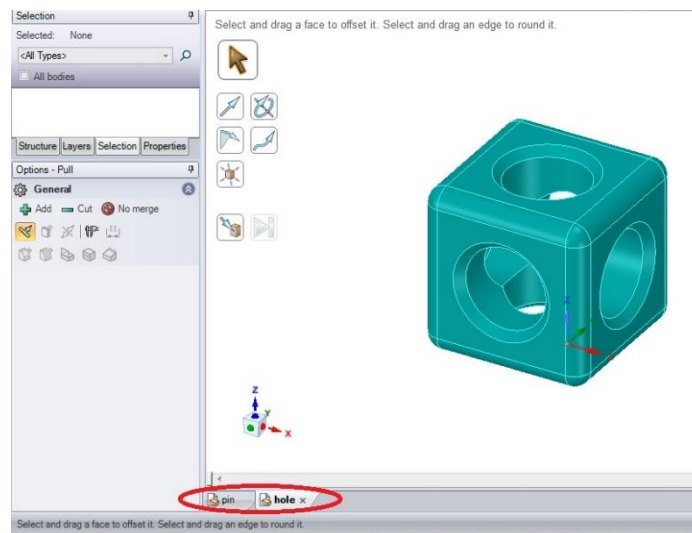 Selection
Selected: None
<All Types>
All bodies
Structure Layers Selection Properties
Options - Pull
General
Add Cut No merge
Select and drag a face to offset it. Select and drag an edge to round it.
Z
Z
Y
X
pin hole x
Select and drag a face to offset it. Select and drag an edge to round it.